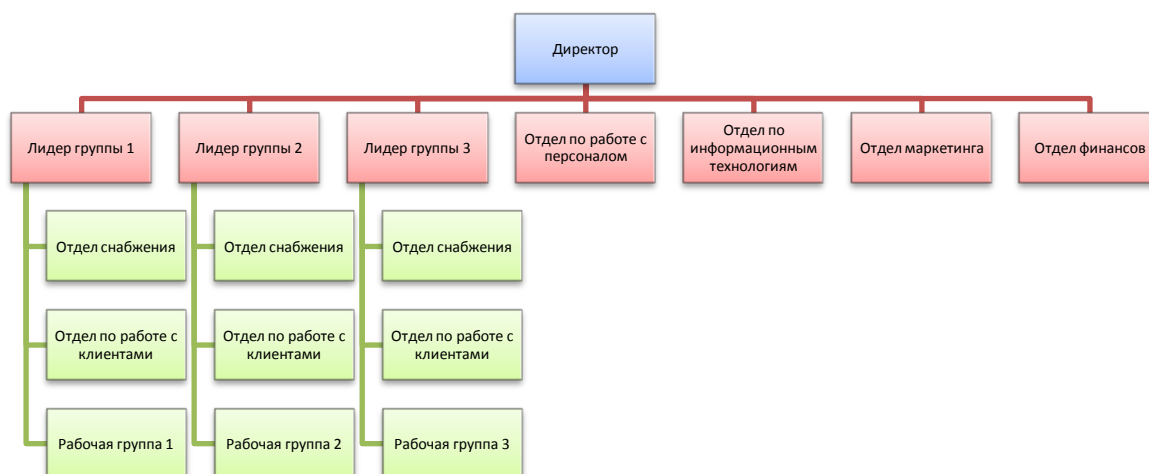 Директор
Лидер группы 1
Лидер группы 2
Лидер группы 3
Отдел по работе с
персоналом
Отдел по
информационным
технологиям
Отдел маркетинга
Отдел финансов
Отдел снабжения
Отдел снабжения
Отдел снабжения
Отдел по работе с
клиентами
Отдел по работе с
клиентами
Отдел по работе с
клиентами
Рабочая группа 1
Рабочая группа 2
Рабочая группа 3